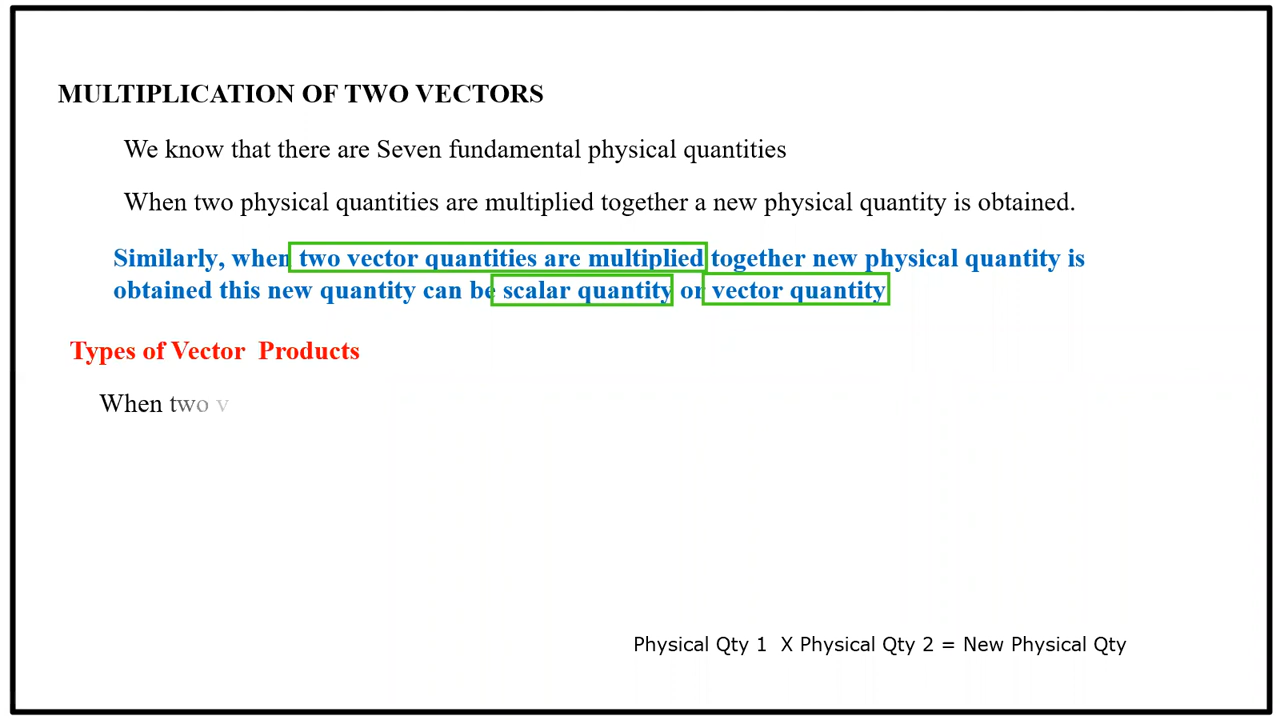 MULTIPLICATION OF TWO VECTORS
We know that there are Seven fundamental physical quantities
When two physical quantities are multiplied together a new physical quantity is obtained.
Similarly, when two vector quantities are multiplied together new physical quantity is
obtained this new quantity can be scalar quantity or vector quantity
Types of Vector Products
When two v
Physical Qty 1 X Physical Qty 2 = New Physical Qty